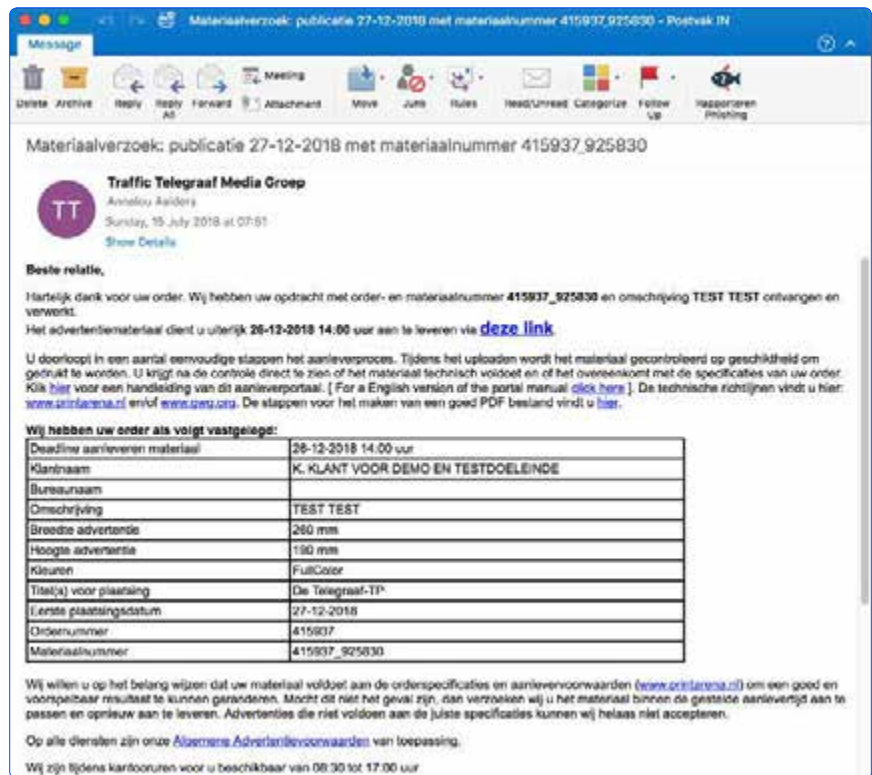 Materiaalverzoek: publicatie 27-12-2018 met materiaalnummer 415937_925830 - Postvak IN
Message
Delete Archive Reply Reply All Forward Meeting Attachment Move Junk Rules Read/Unread Categorize Follow Up Rapporteren Phishing
Materiaalverzoek: publicatie 27-12-2018 met materiaalnummer 415937_925830
TT
Traffic Telegraaf Media Groep
Annelou Aalders
Sunday, 15 July 2018 at 07:51
Show Details
Beste relatie,
Hartelijk dank voor uw order. Wij hebben uw opdracht met order- en materiaalnummer 415937_925830 en omschrijving TEST TEST ontvangen en
verwerkt.
Het advertentiemateriaal dient u uiterlijk 26-12-2018 14:00 uur aan te leveren via deze link.
U doorloopt in een aantal eenvoudige stappen het aanleverproces. Tijdens het uploaden wordt het materiaal gecontroleerd op geschiktheid om
gedrukt te worden. U krijgt na de controle direct te zien of het materiaal technisch voldoet en of het overeenkomt met de specificaties van uw order.
Klik hier voor een handleiding van dit aanleverportaal. [ For a English version of the portal manual click here ]. De technische richtlijnen vindt u hier:
www.printarena.nl en/of www.gwg.org. De stappen voor het maken van een goed PDF bestand vindt u hier.
Wij hebben uw order als volgt vastgelegd:
Deadline aanleveren materiaal 26-12-2018 14:00 uur
Klantnaam K. KLANT VOOR DEMO EN TESTDOELEINDE
Bureaunaam
Omschrijving TEST TEST
Breedte advertentie 260 mm
Hoogte advertentie 190 mm
Kleuren FullColor
Titel(s) voor plaatsing De Telegraaf-TP
Eerste plaatsingsdatum 27-12-2018
Ordernummer 415937
Materiaalnummer 415937_925830
Wij willen u op het belang wijzen dat uw materiaal voldoet aan de orderspecificaties en aanlevervoorwaarden (www.printarena.nl) om een goed en
voorspelbaar resultaat te kunnen garanderen. Mocht dit niet het geval zijn, dan verzoeken wij u het materiaal binnen de gestelde aanlevertijd aan te
passen en opnieuw aan te leveren. Advertenties die niet voldoen aan de juiste specificaties kunnen wij helaas niet accepteren.
Op alle diensten zijn onze Algemene Advertentievoorwaarden van toepassing.
Wij zijn tijdens kantooruren voor u beschikbaar van 08:30 tot 17:00 uur